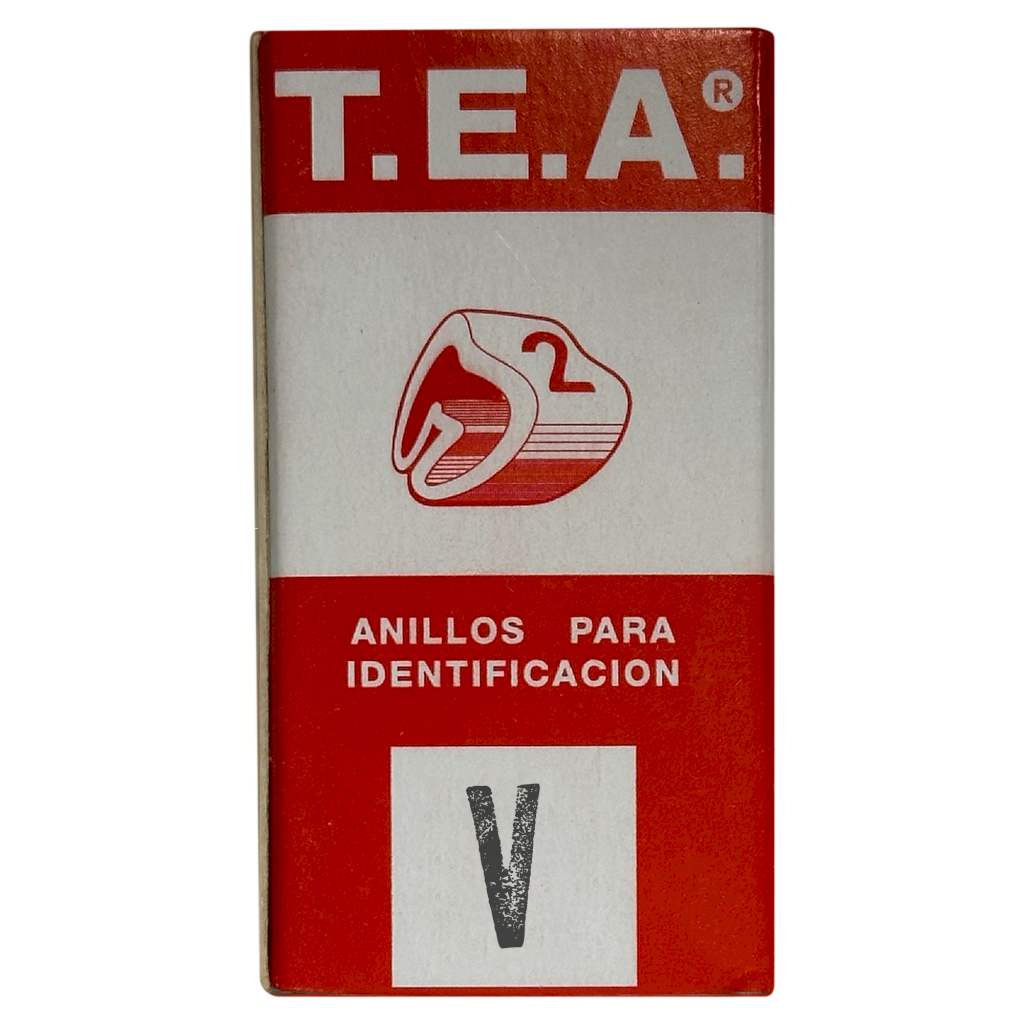 T.E.A.®
2
ANILLOS PARA
IDENTIFICACION
V